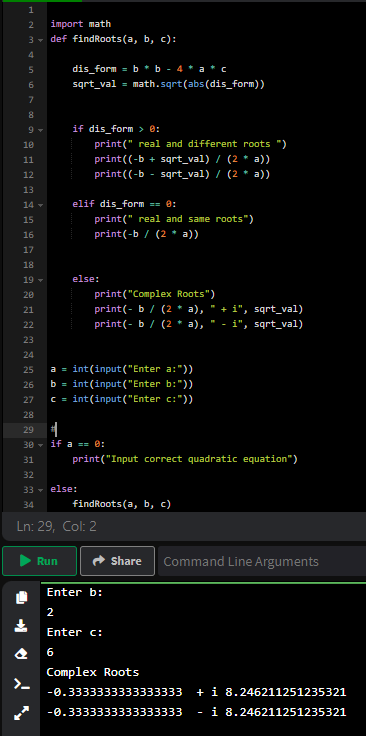 1
2 import math
3 def findRoots(a, b, c):
4
5 dis_form = b * b - 4 * a * c
6 sqrt_val = math.sqrt(abs(dis_form))
7
8
9 if dis_form > 0:
10 print(" real and different roots ")
11 print((-b + sqrt_val) / (2 * a))
12 print((-b - sqrt_val) / (2 * a))
13
14 elif dis_form == 0:
15 print(" real and same roots")
16 print(-b / (2 * a))
17
18
19 else:
20 print("Complex Roots")
21 print(- b / (2 * a), " + i", sqrt_val)
22 print(- b / (2 * a), " - i", sqrt_val)
23
24
25 a = int(input("Enter a:"))
26 b = int(input("Enter b:"))
27 c = int(input("Enter c:"))
28
29 #
30 if a == 0:
31 print("Input correct quadratic equation")
32
33 else:
34 findRoots(a, b, c)
Ln: 29, Col: 2
Run Share Command Line Arguments
Enter b:
2
Enter c:
6
Complex Roots
-0.3333333333333333 + i 8.246211251235321
-0.3333333333333333 - i 8.246211251235321